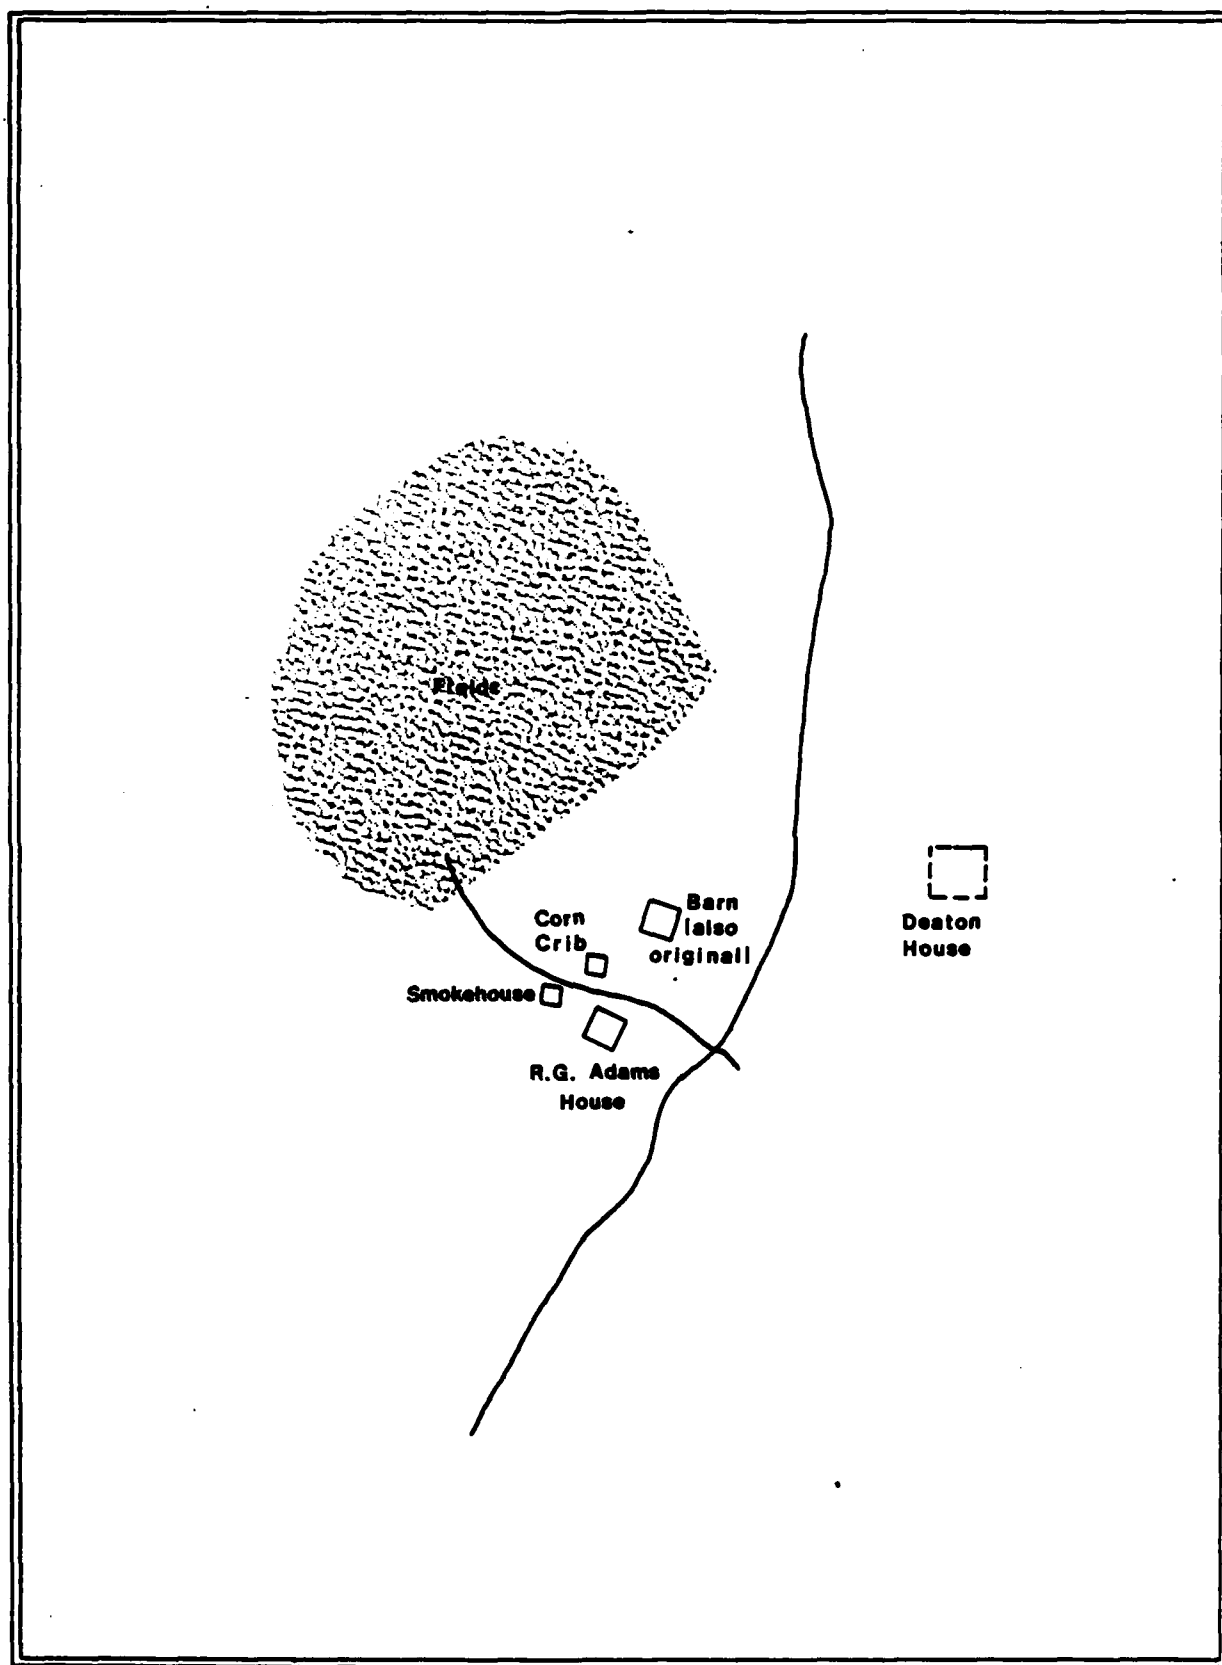 Fields
Barn
[also
original]
Corn
Crib
Smokehouse
R.G. Adams
House
Deaton
House